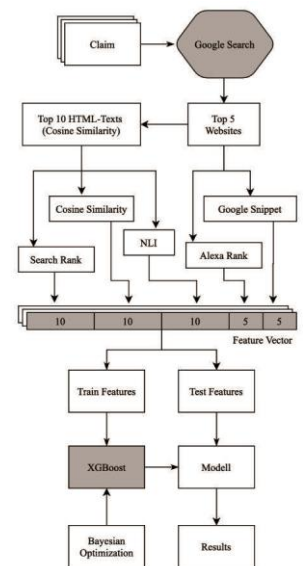 Claim
Google Search
Top 10 HTML-Texts
(Cosine Similarity)
Top 5
Websites
Cosine Similarity
Google Snippet
NLI
Search Rank
Alexa Rank
10
10
10
5
5
Feature Vector
Train Features
Test Features
XGBoost
Modell
Bayesian
Optimization
Results